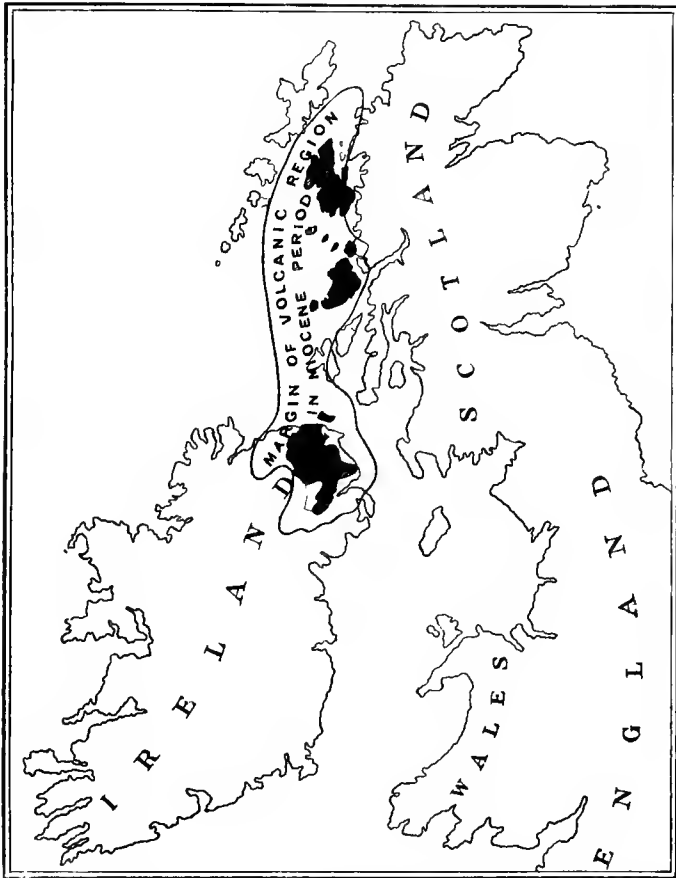 MARGIN OF VOLCANIC REGION
IN MIOCENE PERIOD
SCOTLAND
IRELAND
WALES
ENGLAND